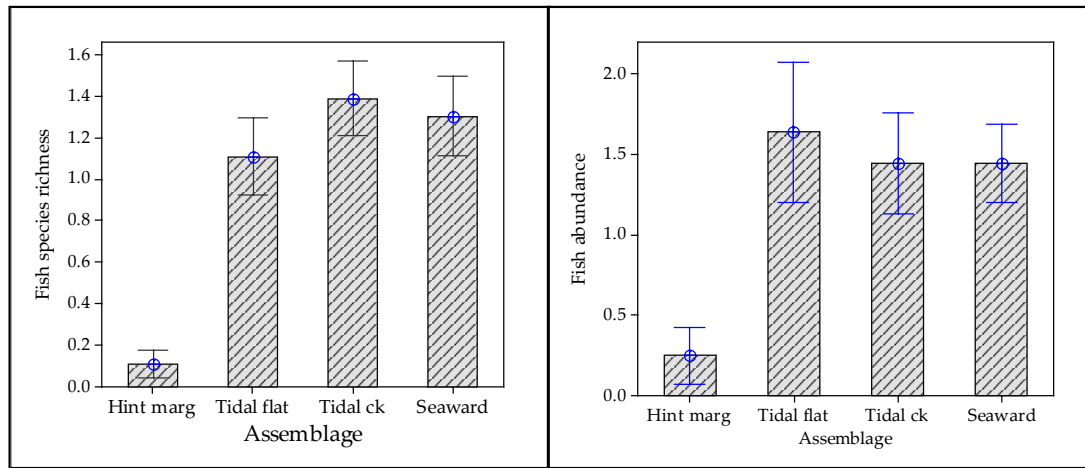 1.6
1.4
1.2
1.0
0.8
0.6
0.4
0.2
0.0
Fish species richness
Hint marg Tidal flat Tidal ck Seaward
Assemblage
2.0
1.5
1.0
0.5
0.0
Fish abundance
Hint marg Tidal flat Tidal ck Seaward
Assemblage